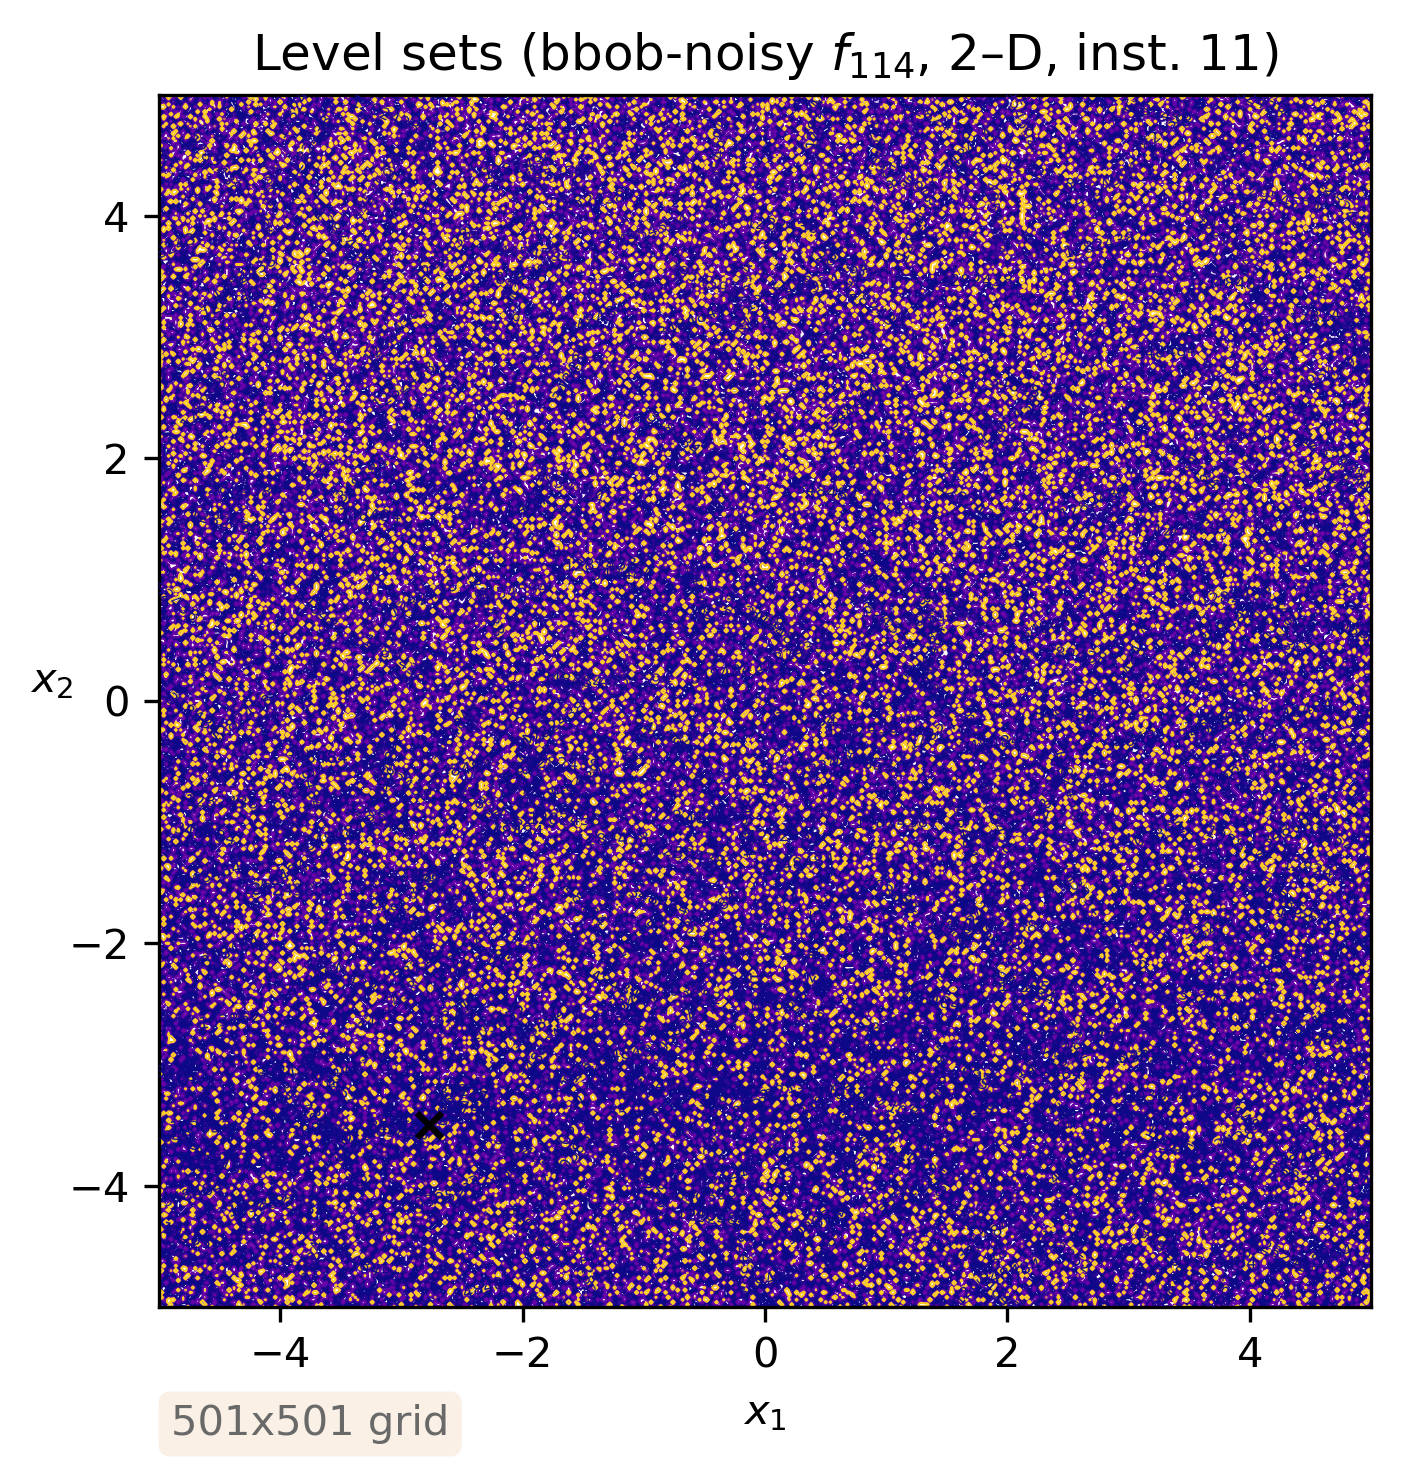 Level sets (bbob-noisy f₁₁₄, 2–D, inst. 11)
4
2
x₂
0
−2
−4
−4
−2
0
2
4
x₁
501x501 grid